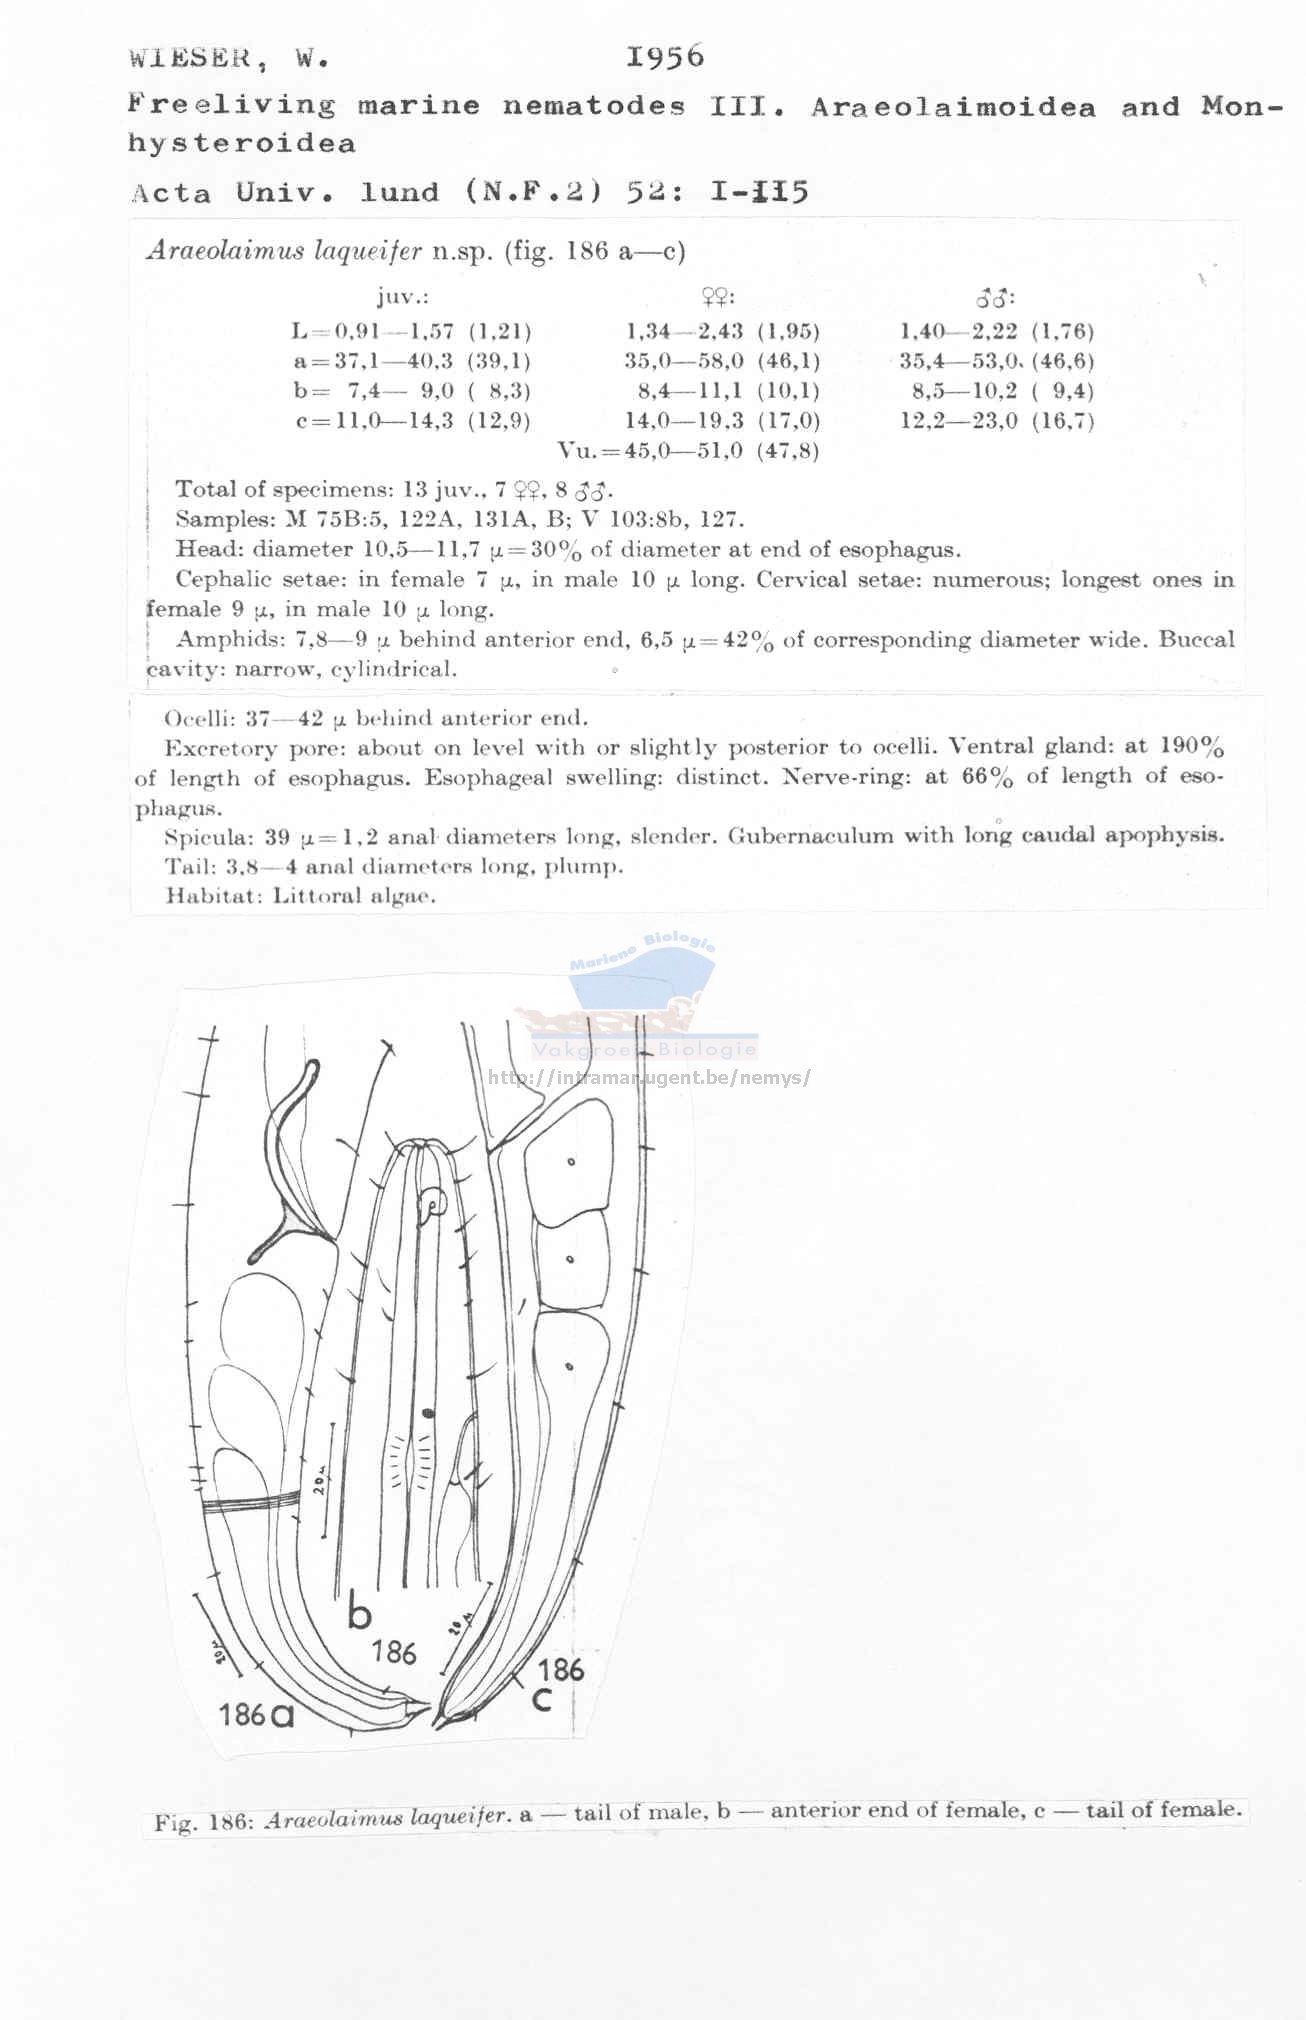 WIESER, W. I956
Freeliving marine nematodes III. Araeolaimoidea and Mon-
hysteroidea
Acta Univ. lund (N.F.2) 52: I-II5
Araeolaimus laqueifer n.sp. (fig. 186 a—c)
juv.: ♀♀: ♂♂:
L=0,91—1,57 (1,21) 1,34—2,43 (1,95) 1,40—2,22 (1,76)
a=37,1—40,3 (39,1) 35,0—58,0 (46,1) 35,4—53,0. (46,6)
b= 7,4— 9,0 ( 8,3) 8,4—11,1 (10,1) 8,5—10,2 ( 9,4)
c=11,0—14,3 (12,9) 14,0—19,3 (17,0) 12,2—23,0 (16,7)
Vu.=45,0—51,0 (47,8)
Total of specimens: 13 juv., 7 ♀♀, 8 ♂♂.
Samples: M 75B:5, 122A, 131A, B; V 103:8b, 127.
Head: diameter 10,5—11,7 μ=30% of diameter at end of esophagus.
Cephalic setae: in female 7 μ, in male 10 μ long. Cervical setae: numerous; longest ones in
female 9 μ, in male 10 μ long.
Amphids: 7,8—9 μ behind anterior end, 6,5 μ=42% of corresponding diameter wide. Buccal
cavity: narrow, cylindrical.
Ocelli: 37—42 μ behind anterior end.
Excretory pore: about on level with or slightly posterior to ocelli. Ventral gland: at 190%
of length of esophagus. Esophageal swelling: distinct. Nerve-ring: at 66% of length of eso-
phagus.
Spicula: 39 μ=1,2 anal diameters long, slender. Gubernaculum with long caudal apophysis.
Tail: 3,8—4 anal diameters long, plump.
Habitat: Littoral algae.
Mariene Biologie
Vakgroep Biologie
http://intramar.ugent.be/nemys/
20 μ
b
186
20 μ
20 μ
186 a
186
c
Fig. 186: Araeolaimus laqueifer. a — tail of male, b — anterior end of female, c — tail of female.